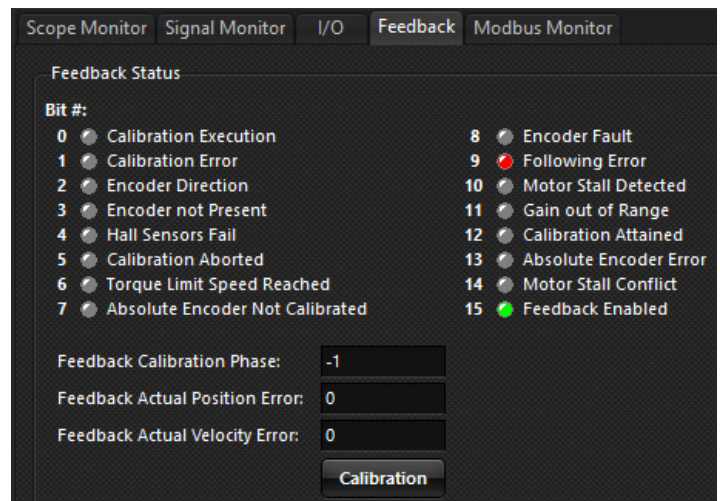 Scope Monitor Signal Monitor I/O Feedback Modbus Monitor
Feedback Status
Bit #:
0 Calibration Execution
1 Calibration Error
2 Encoder Direction
3 Encoder not Present
4 Hall Sensors Fail
5 Calibration Aborted
6 Torque Limit Speed Reached
7 Absolute Encoder Not Calibrated
8 Encoder Fault
9 Following Error
10 Motor Stall Detected
11 Gain out of Range
12 Calibration Attained
13 Absolute Encoder Error
14 Motor Stall Conflict
15 Feedback Enabled
Feedback Calibration Phase: -1
Feedback Actual Position Error: 0
Feedback Actual Velocity Error: 0
Calibration